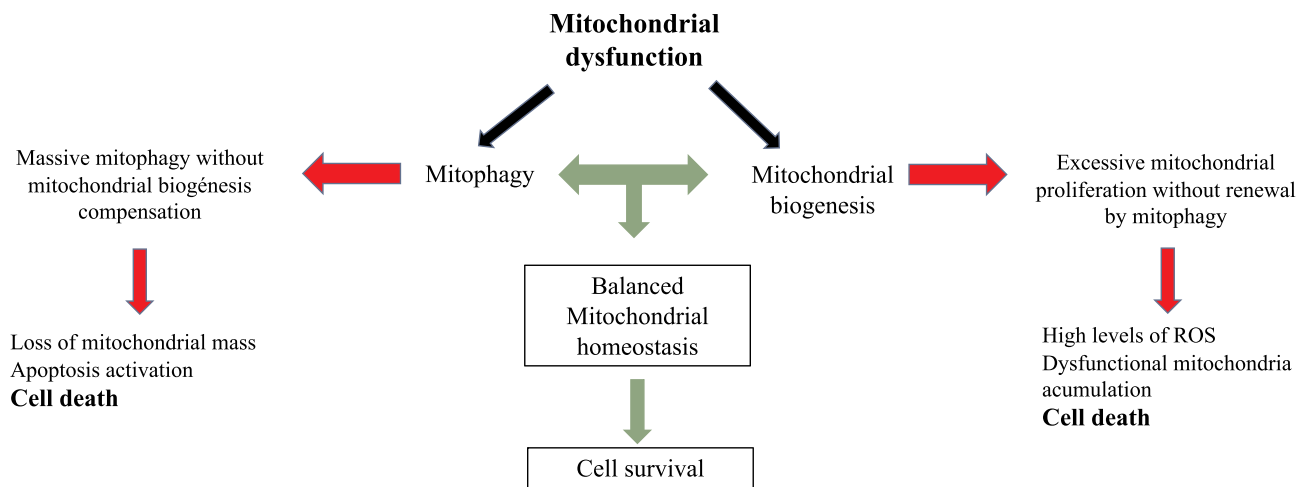 Mitochondrial
dysfunction
Massive mitophagy without
mitochondrial biogénesis
compensation
Mitophagy
Mitochondrial
biogenesis
Excessive mitochondrial
proliferation without renewal
by mitophagy
Balanced
Mitochondrial
homeostasis
Loss of mitochondrial mass
Apoptosis activation
Cell death
High levels of ROS
Dysfunctional mitochondria
acumulation
Cell death
Cell survival